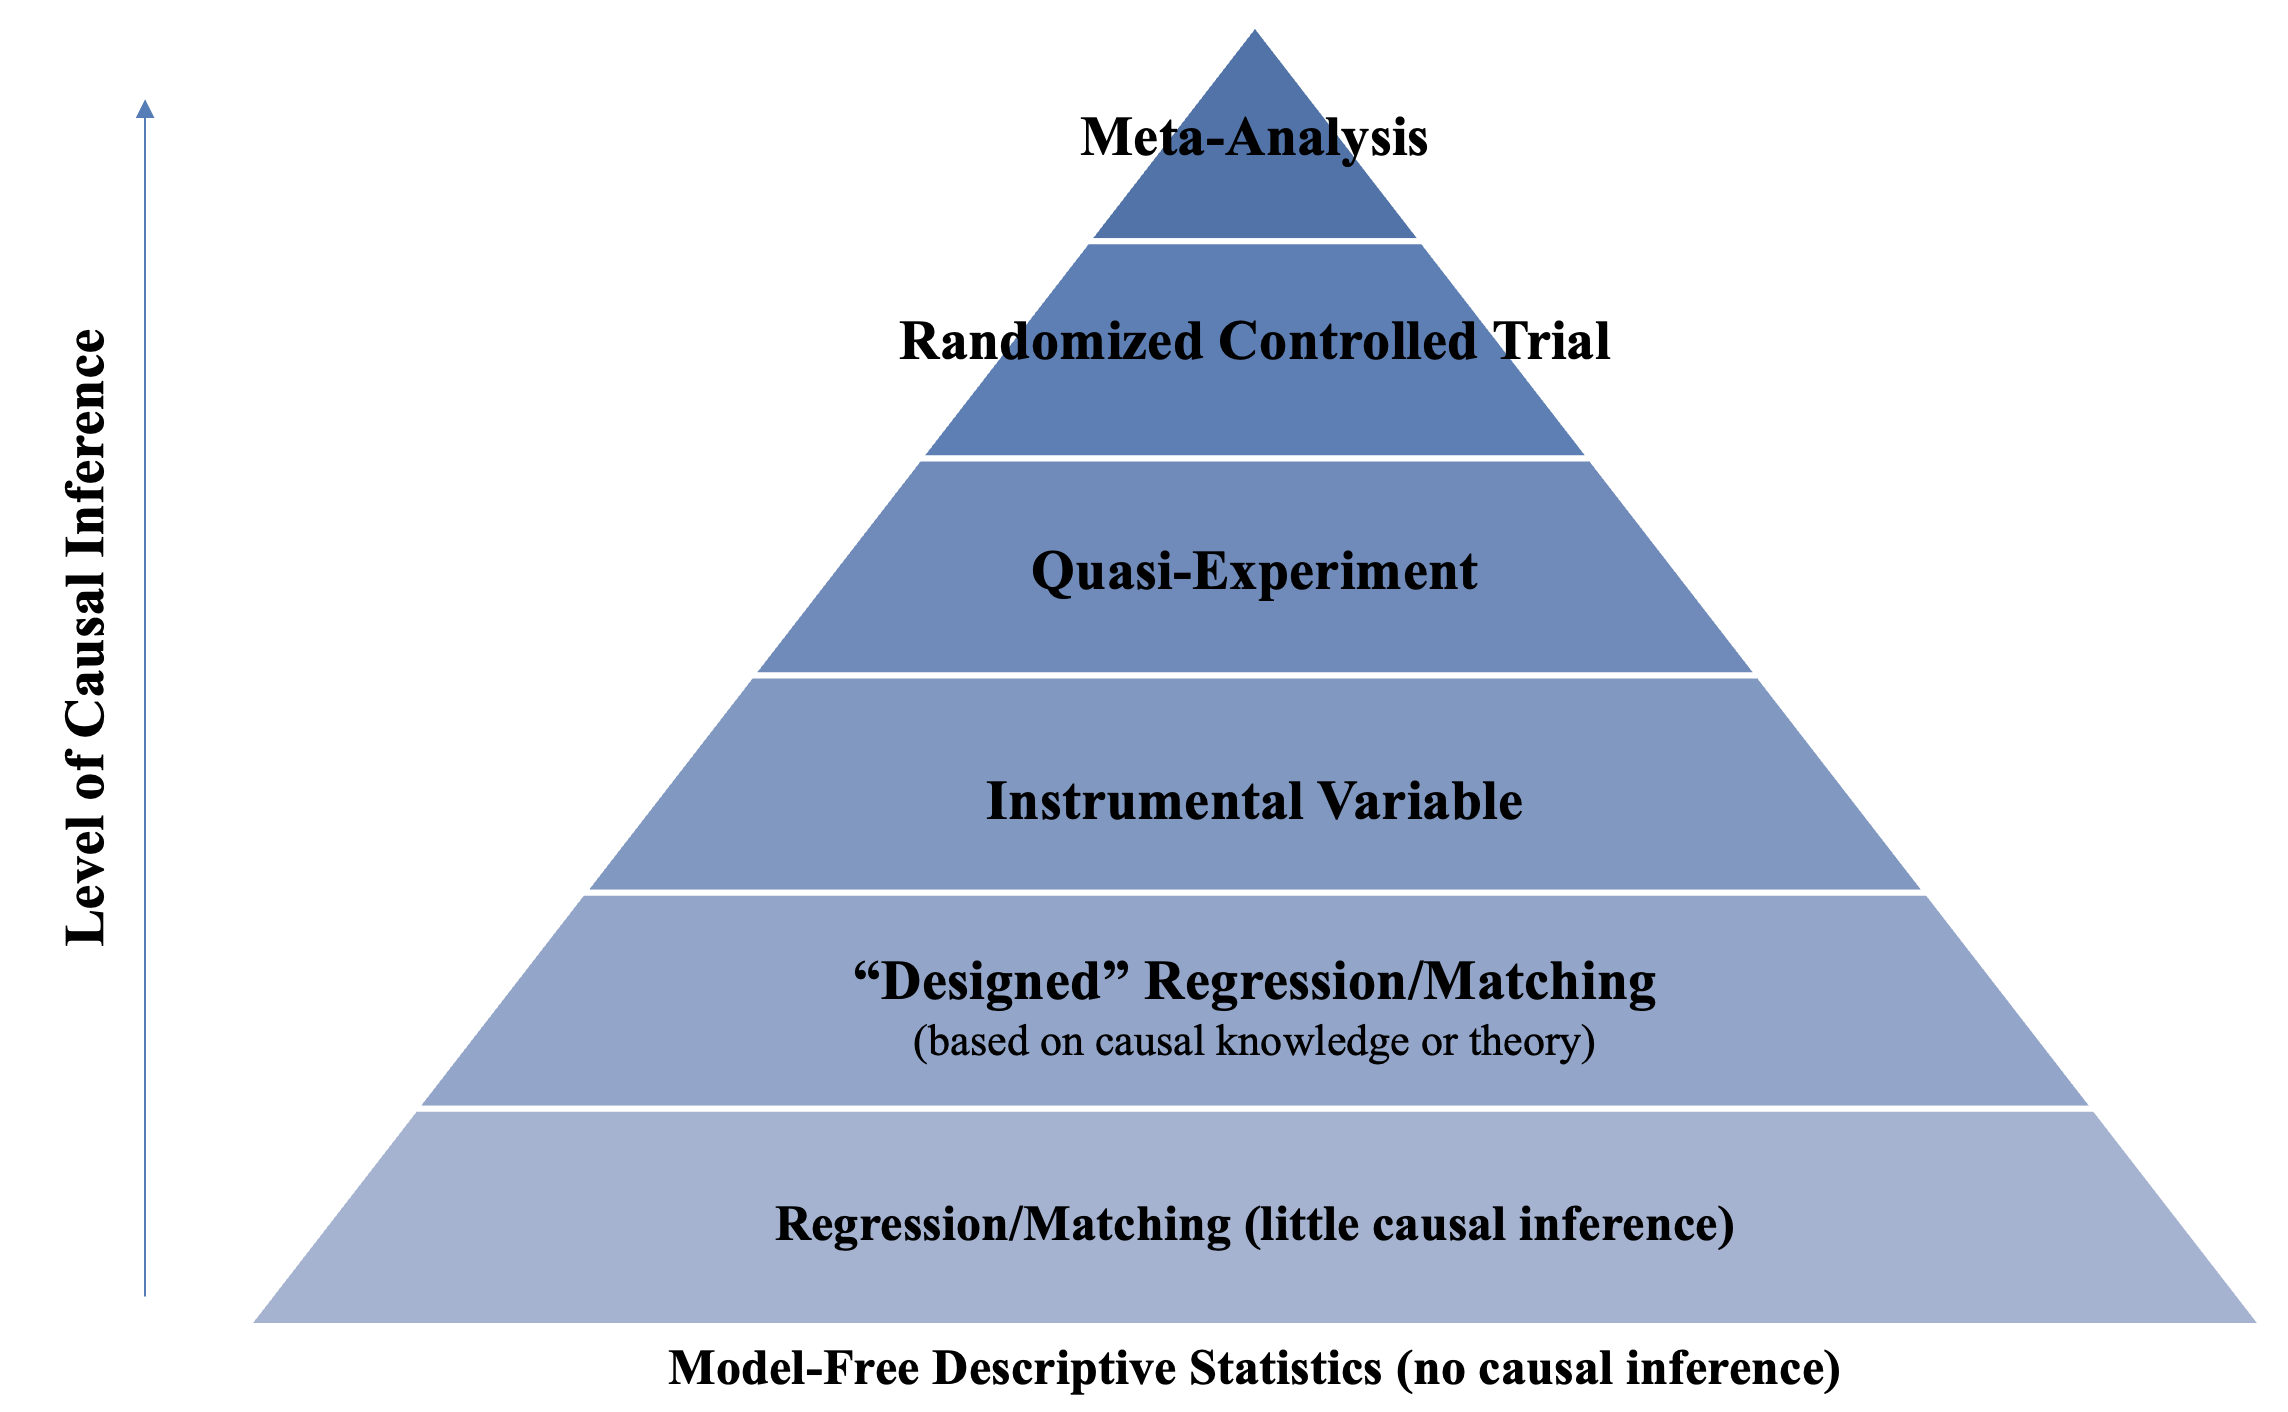 Level of Causal Inference
Meta-Analysis
Randomized Controlled Trial
Quasi-Experiment
Instrumental Variable
“Designed” Regression/Matching
(based on causal knowledge or theory)
Regression/Matching (little causal inference)
Model-Free Descriptive Statistics (no causal inference)